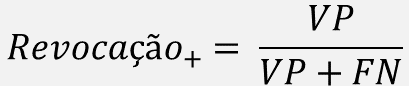 Revocação₊ = VP / (VP + FN)